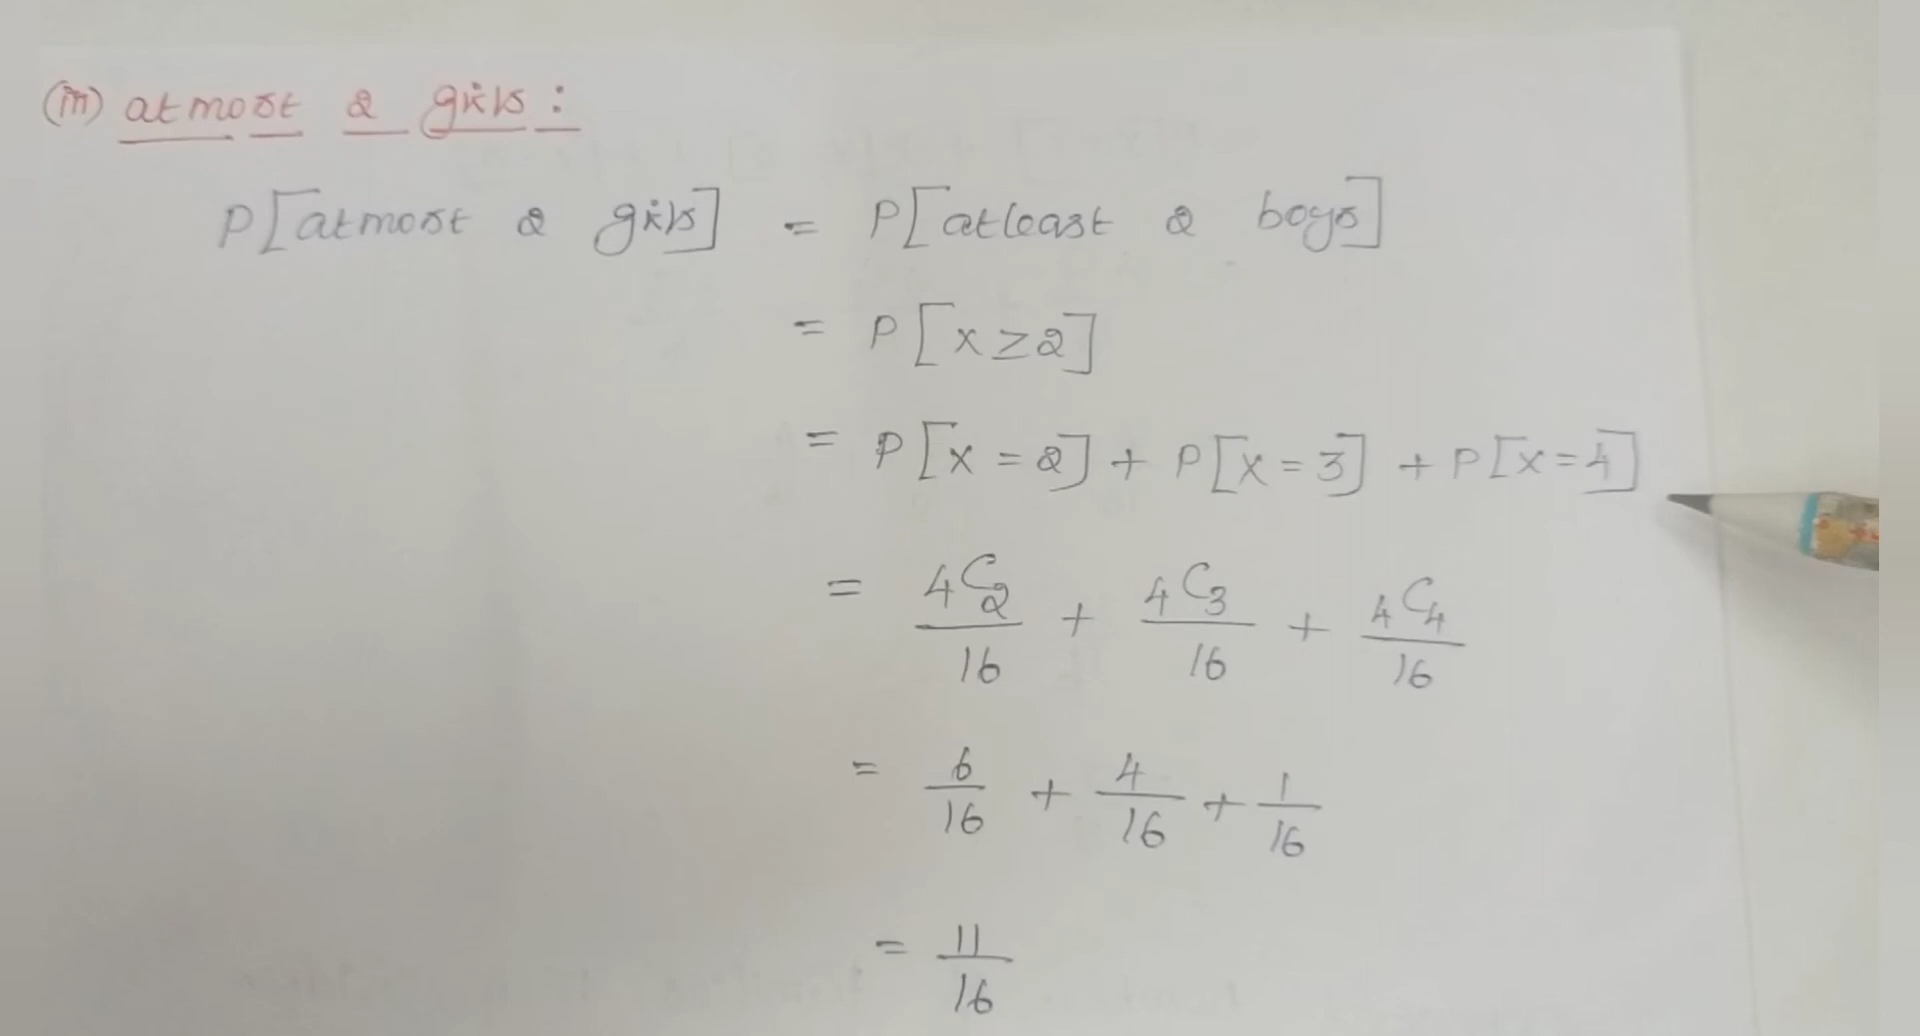 (iii) atmost 2 girls :
P[atmost 2 girls] = P[atleast 2 boys]
= P[x ≥ 2]
= P[x = 2] + P[x = 3] + P[x = 4]
= 4C₂/16 + 4C₃/16 + 4C₄/16
= 6/16 + 4/16 + 1/16
= 11/16